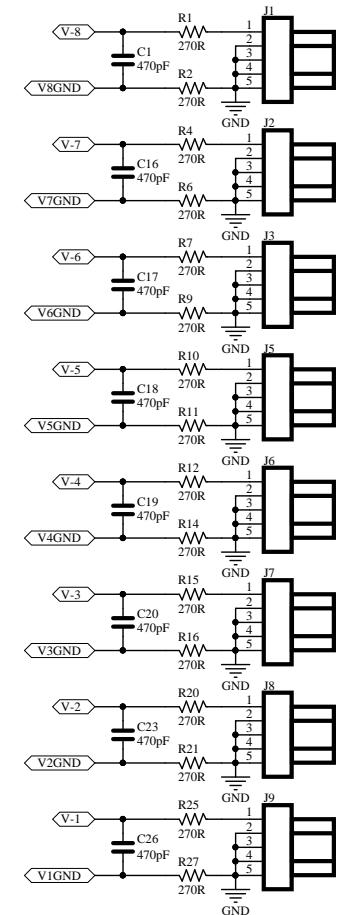 J1
V-8
R1
270R
1
2
3
4
5
C1
470pF
R2
270R
V8GND
GND
J2
V-7
R4
270R
1
2
3
4
5
C16
470pF
R6
270R
V7GND
GND
J3
V-6
R7
270R
1
2
3
4
5
C17
470pF
R9
270R
V6GND
GND
J5
V-5
R10
270R
1
2
3
4
5
C18
470pF
R11
270R
V5GND
GND
J6
V-4
R12
270R
1
2
3
4
5
C19
470pF
R14
270R
V4GND
GND
J7
V-3
R15
270R
1
2
3
4
5
C20
470pF
R16
270R
V3GND
GND
J8
V-2
R20
270R
1
2
3
4
5
C23
470pF
R21
270R
V2GND
GND
J9
V-1
R25
270R
1
2
3
4
5
C26
470pF
R27
270R
V1GND
GND